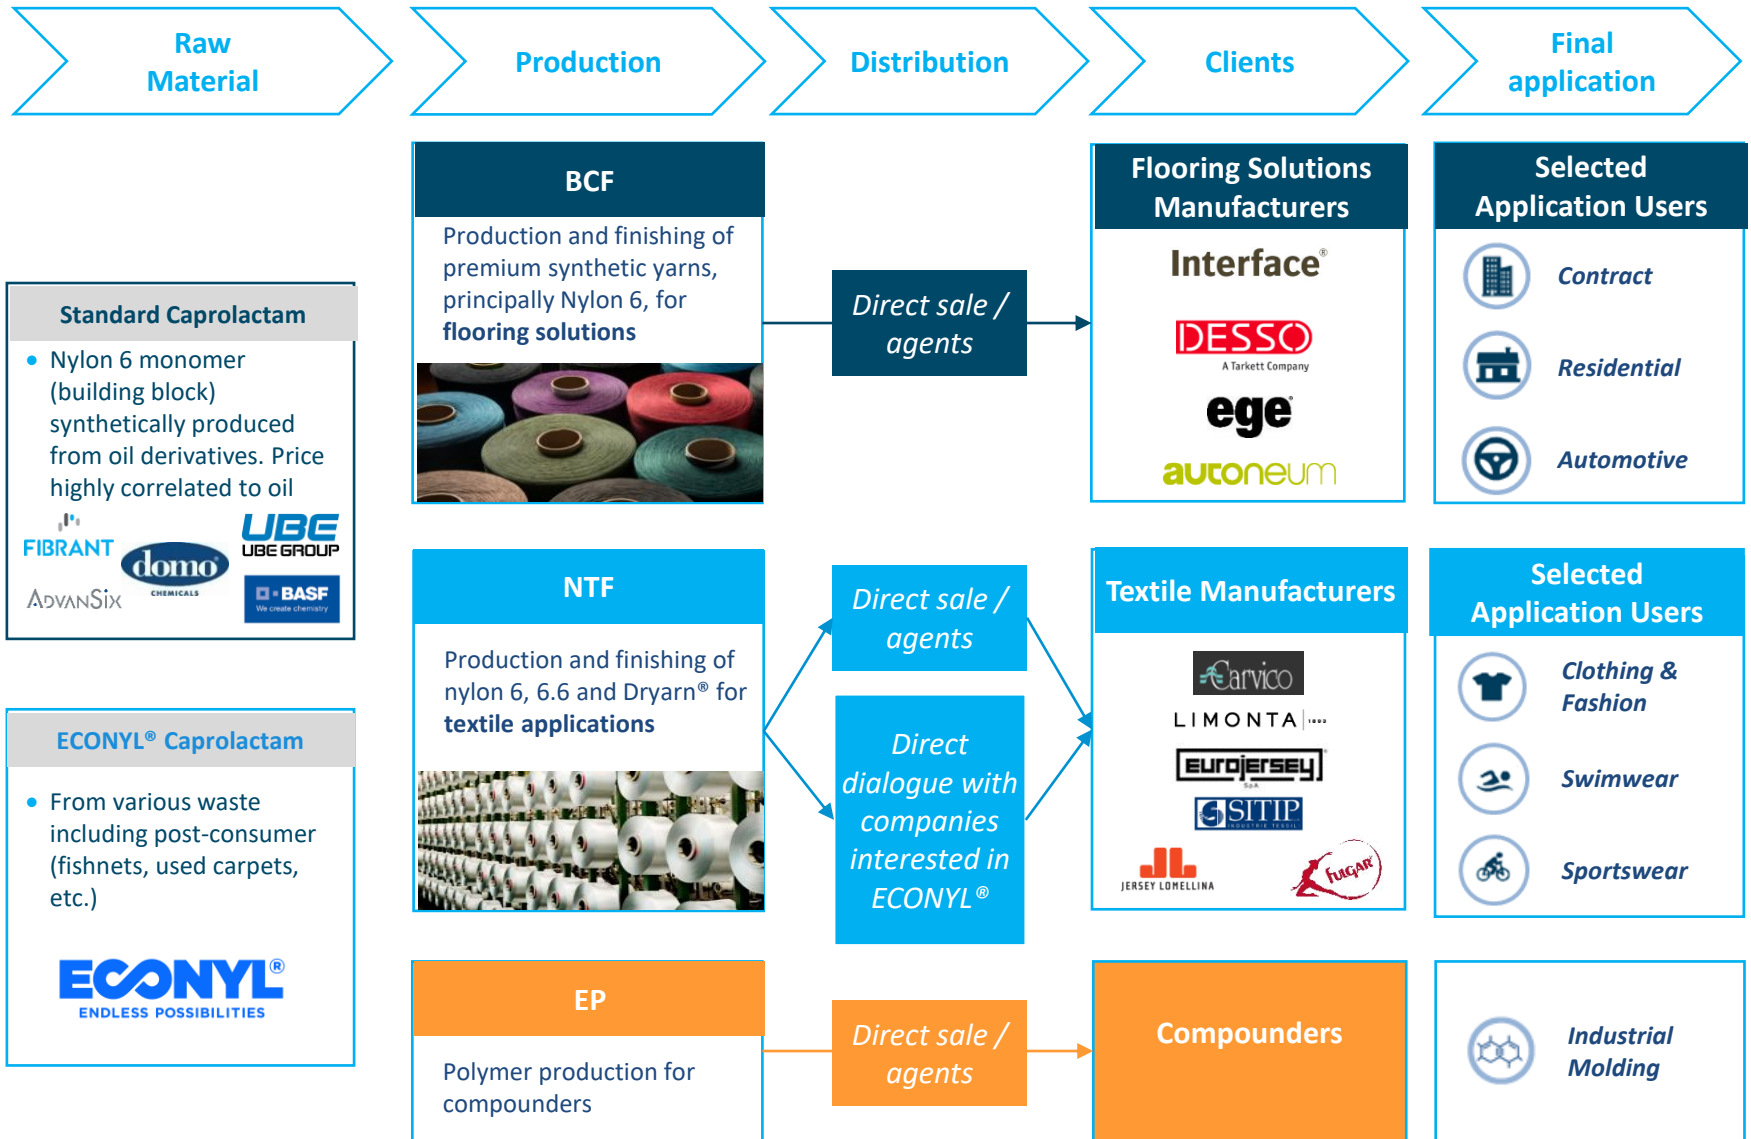 Raw
Material
Production
Distribution
Clients
Final
application
Standard Caprolactam
• Nylon 6 monomer
(building block)
synthetically produced
from oil derivatives. Price
highly correlated to oil
FIBRANT
domo
CHEMICALS
UBE
UBE GROUP
ADVANSIX
BASF
We create chemistry
ECONYL® Caprolactam
• From various waste
including post-consumer
(fishnets, used carpets,
etc.)
ECONYL®
ENDLESS POSSIBILITIES
BCF
Production and finishing of
premium synthetic yarns,
principally Nylon 6, for
flooring solutions
Direct sale /
agents
Flooring Solutions
Manufacturers
Interface®
DESSO
A Tarkett Company
ege
autoneum
Selected
Application Users
Contract
Residential
Automotive
NTF
Production and finishing of
nylon 6, 6.6 and Dryarn® for
textile applications
Direct sale /
agents
Direct
dialogue with
companies
interested in
ECONYL®
Textile Manufacturers
Carvico
LIMONTA 1893
eurojersey
S.p.A.
SITIP
INDUSTRIE TESSILI
JERSEY LOMELLINA
FULGAR
Selected
Application Users
Clothing &
Fashion
Swimwear
Sportswear
EP
Polymer production for
compounders
Direct sale /
agents
Compounders
Industrial
Molding